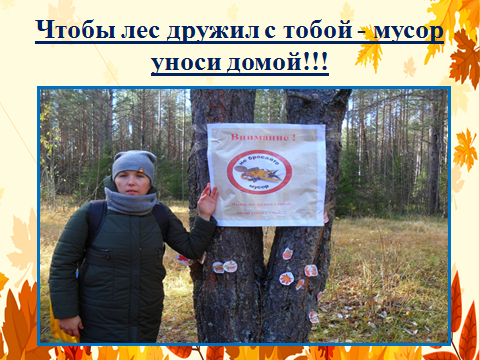 Чтобы лес дружил с тобой - мусор
уноси домой!!!
Внимание !
не бросайте
мусор